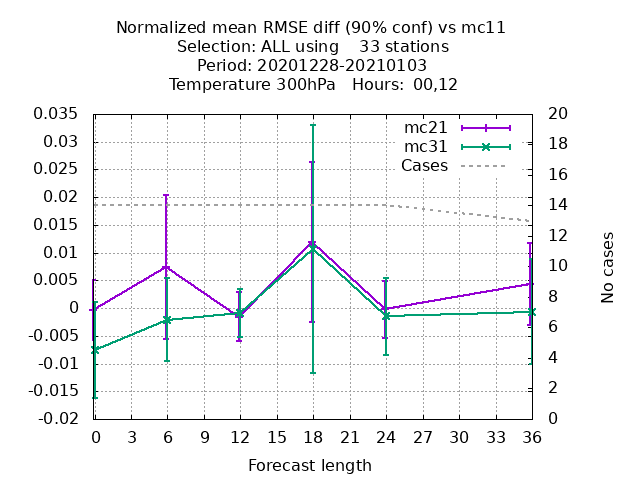 Normalized mean RMSE diff (90% conf) vs mc11
Selection: ALL using 33 stations
Period: 20201228-20210103
Temperature 300hPa Hours: 00,12
mc21
mc31
Cases
0.035
0.03
0.025
0.02
0.015
0.01
0.005
0
-0.005
-0.01
-0.015
-0.02
20
18
16
14
12
10
8
6
4
2
0
No cases
0 3 6 9 12 15 18 21 24 27 30 33 36
Forecast length